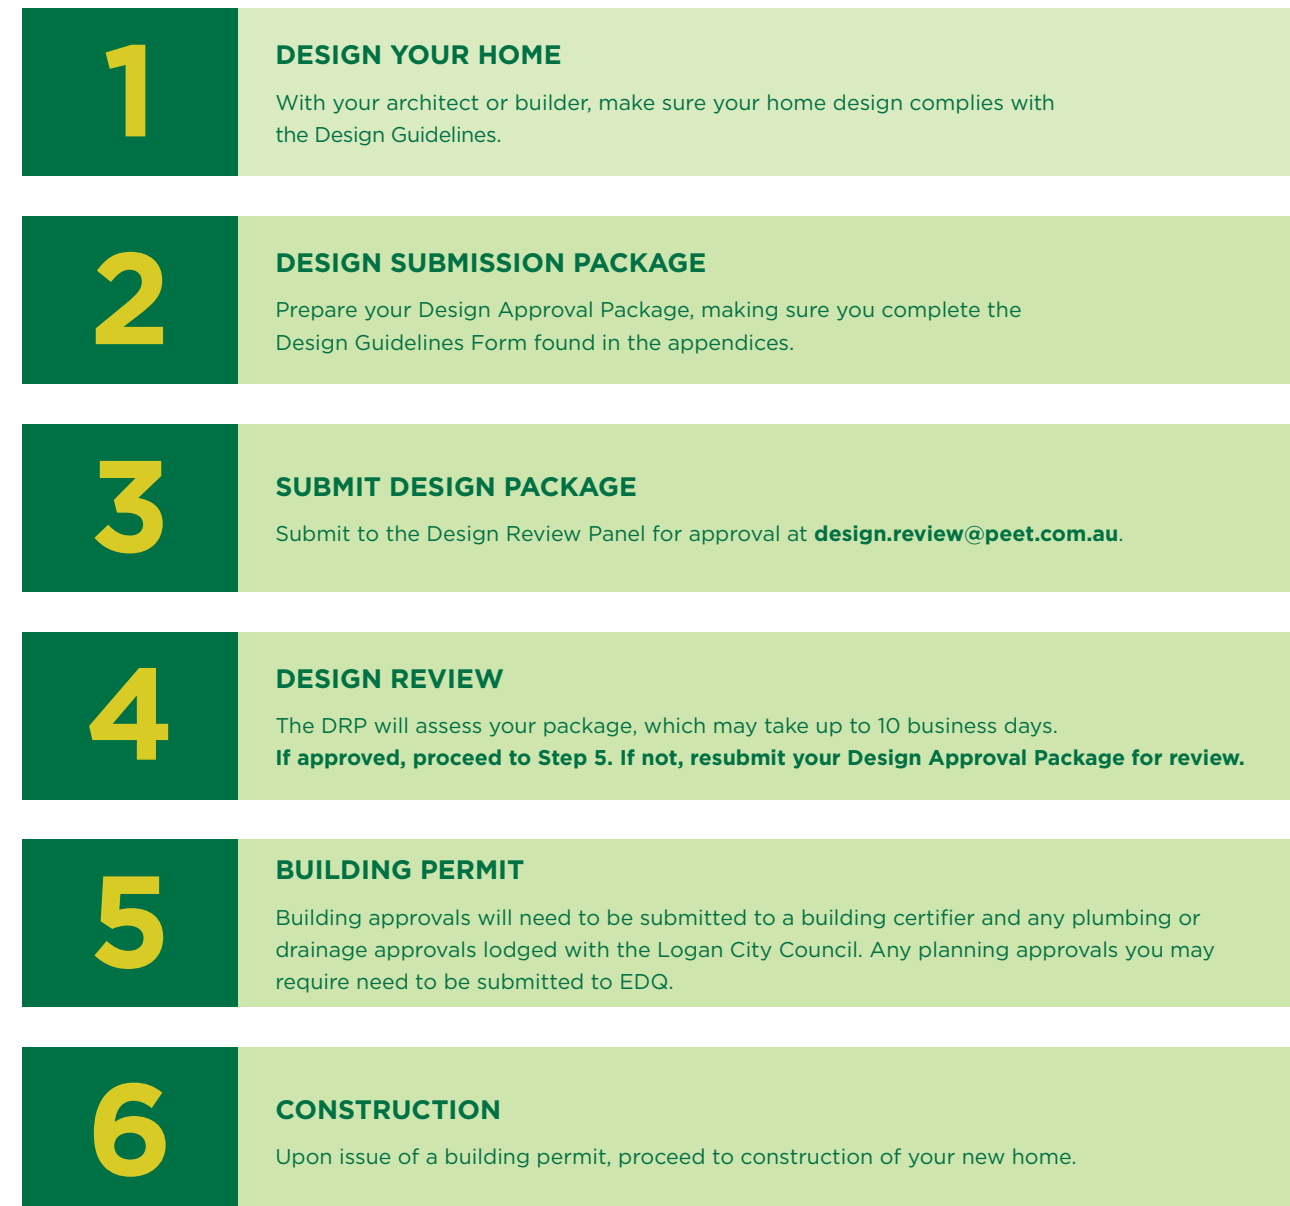 1
DESIGN YOUR HOME
With your architect or builder, make sure your home design complies with
the Design Guidelines.
2
DESIGN SUBMISSION PACKAGE
Prepare your Design Approval Package, making sure you complete the
Design Guidelines Form found in the appendices.
3
SUBMIT DESIGN PACKAGE
Submit to the Design Review Panel for approval at design.review@peet.com.au.
4
DESIGN REVIEW
The DRP will assess your package, which may take up to 10 business days.
If approved, proceed to Step 5. If not, resubmit your Design Approval Package for review.
5
BUILDING PERMIT
Building approvals will need to be submitted to a building certifier and any plumbing or
drainage approvals lodged with the Logan City Council. Any planning approvals you may
require need to be submitted to EDQ.
6
CONSTRUCTION
Upon issue of a building permit, proceed to construction of your new home.